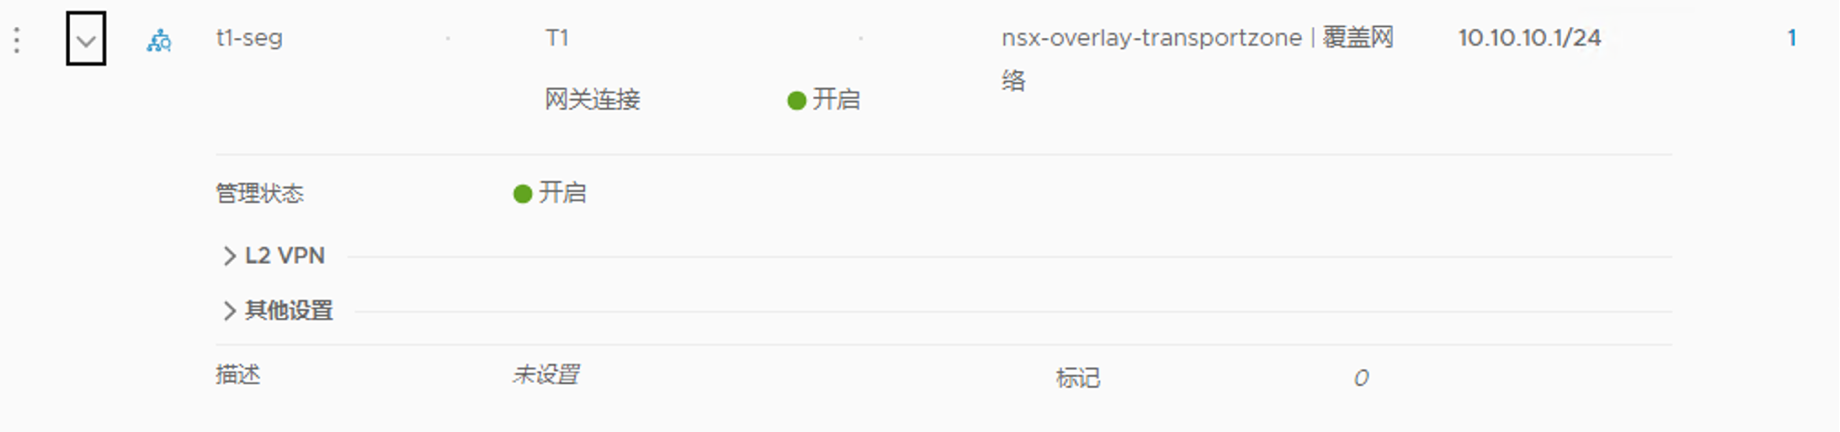 t1-seg T1 nsx-overlay-transportzone | 覆盖网 10.10.10.1/24 1
络
网关连接 开启
管理状态 开启
L2 VPN
其他设置
描述 未设置 标记 0